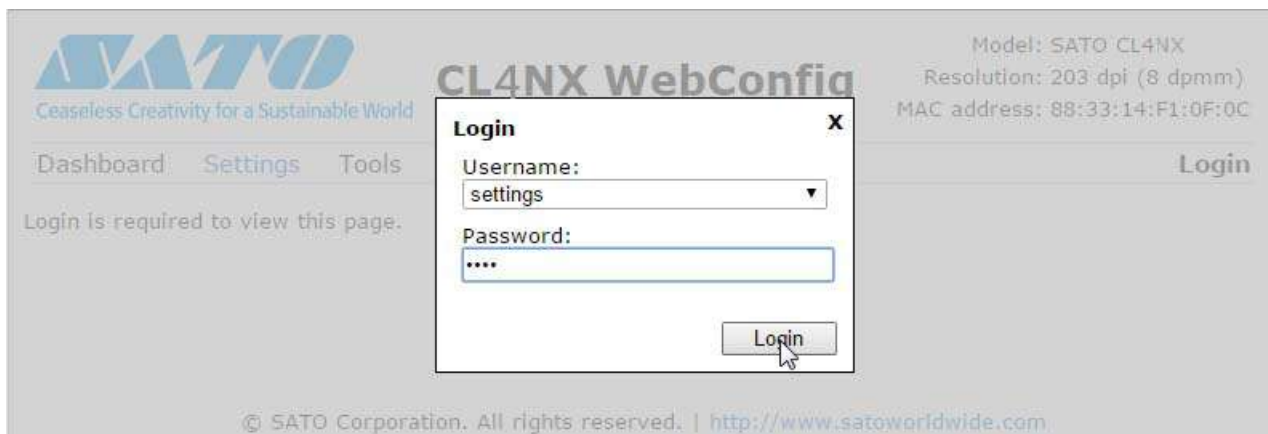 SATO
Ceaseless Creativity for a Sustainable World
CL4NX WebConfig
Model: SATO CL4NX
Resolution: 203 dpi (8 dpmm)
MAC address: 88:33:14:F1:0F:0C
Dashboard Settings Tools Login
Login is required to view this page.
Login X
Username:
settings
Password:
••••
Login
© SATO Corporation. All rights reserved. | http://www.satoworldwide.com